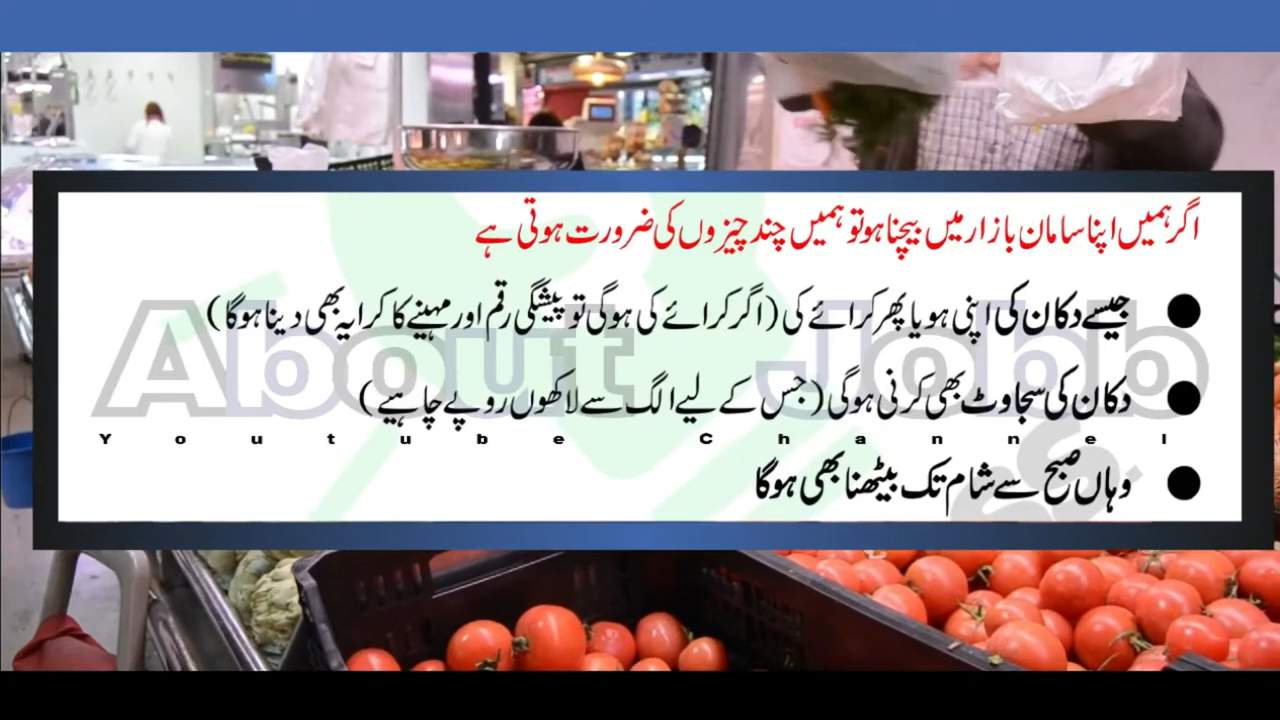 اگر ہمیں اپنا سامان بازار میں بیچنا ہو تو ہمیں چند چیزوں کی ضرورت ہوتی ہے
● جیسے دکان کی اپنی ہو یا پھر کرائے کی (اگر کرائے کی ہوگی تو پیشگی رقم اور مہینے کا کرایہ بھی دینا ہوگا)
About Jobb
● دکان کی سجاوٹ بھی کرنی ہوگی (جس کے لیے الگ سے لاکھوں روپے چاہیے)
Youtube Channel
● وہاں صبح سے شام تک بیٹھنا بھی ہوگا